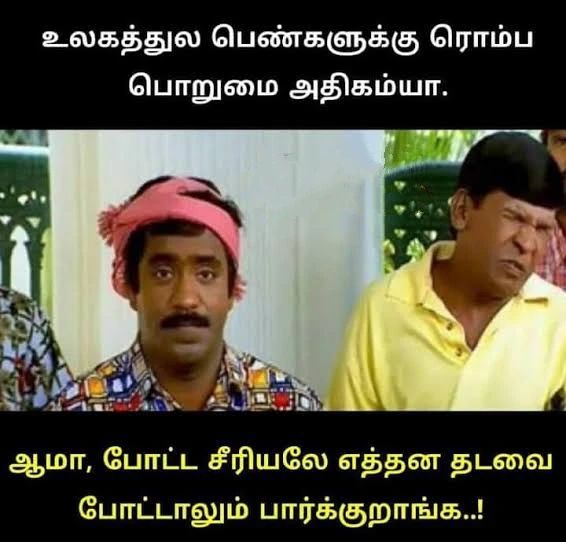 உலகத்துல பெண்களுக்கு ரொம்ப
பொறுமை அதிகம்யா.
ஆமா, போட்ட சீரியலே எத்தன தடவை
போட்டாலும் பார்க்குறாங்க..!